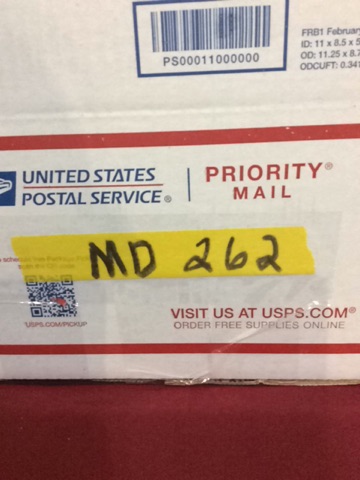 PS00011000000
FRB1 February
ID: 11 x 8.5 x 5
OD: 11.25 x 8.7
ODCUFT: 0.341
UNITED STATES
POSTAL SERVICE®
PRIORITY®
MAIL
MD 262
USPS.COM/PICKUP
VISIT US AT USPS.COM®
ORDER FREE SUPPLIES ONLINE